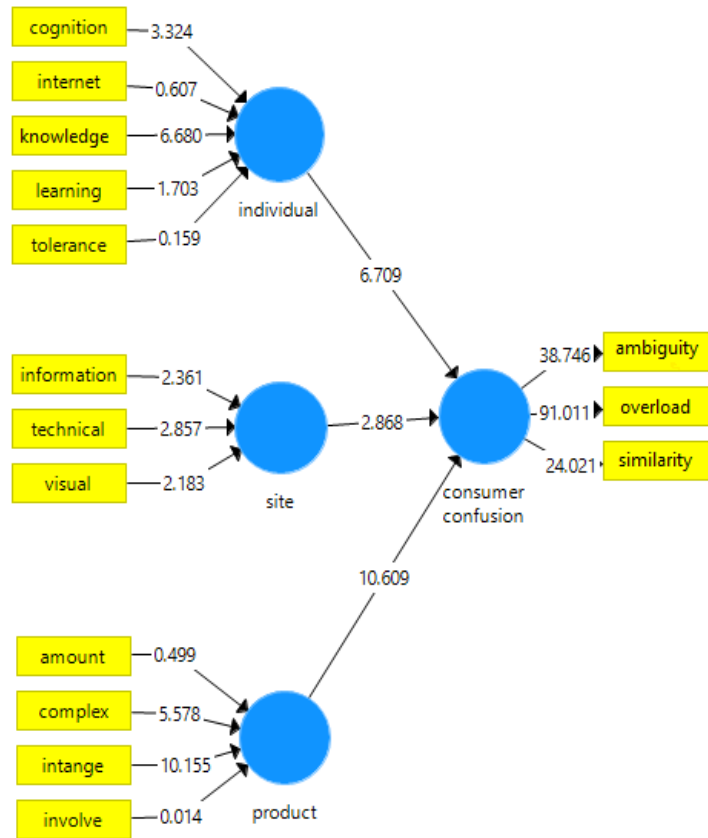 cognition
3.324
internet
0.607
knowledge
6.680
learning
1.703
tolerance
0.159
individual
6.709
information
2.361
technical
2.857
visual
2.183
site
2.868
consumer
confusion
38.746
ambiguity
91.011
overload
24.021
similarity
10.609
amount
0.499
complex
5.578
intange
10.155
involve
0.014
product